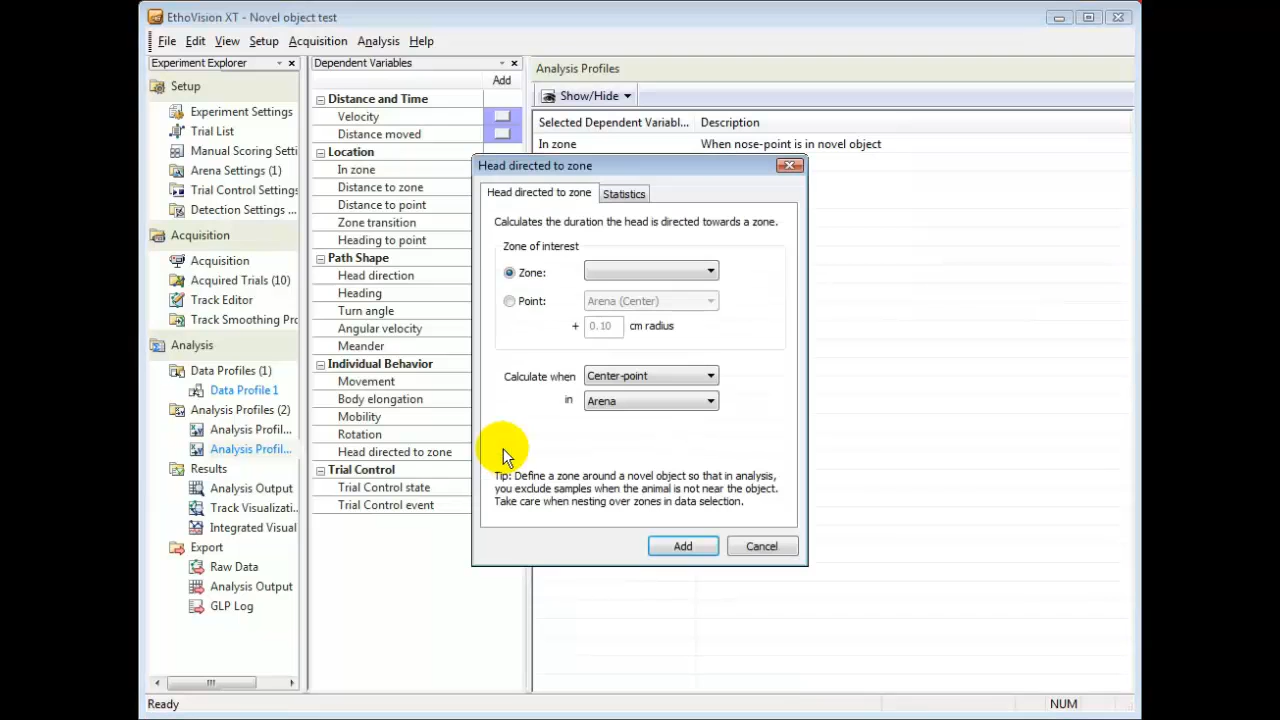 EthoVision XT - Novel object test
File Edit View Setup Acquisition Analysis Help
Experiment Explorer
Setup
Experiment Settings
Trial List
Manual Scoring Setti
Arena Settings (1)
Trial Control Settings
Detection Settings ...
Acquisition
Acquisition
Acquired Trials (10)
Track Editor
Track Smoothing Pro
Analysis
Data Profiles (1)
Data Profile 1
Analysis Profiles (2)
Analysis Profil...
Analysis Profil...
Results
Analysis Output
Track Visualizati...
Integrated Visual
Export
Raw Data
Analysis Output
GLP Log
Dependent Variables
Add
Distance and Time
Velocity
Distance moved
Location
In zone
Distance to zone
Distance to point
Zone transition
Heading to point
Path Shape
Head direction
Heading
Turn angle
Angular velocity
Meander
Individual Behavior
Movement
Body elongation
Mobility
Rotation
Head directed to zone
Trial Control
Trial Control state
Trial Control event
Analysis Profiles
Show/Hide
Selected Dependent Variabl... Description
In zone When nose-point is in novel object
Head directed to zone
Head directed to zone Statistics
Calculates the duration the head is directed towards a zone.
Zone of interest
Zone:
Point: Arena (Center)
+ 0.10 cm radius
Calculate when Center-point
in Arena
Tip: Define a zone around a novel object so that in analysis,
you exclude samples when the animal is not near the object.
Take care when nesting over zones in data selection.
Add Cancel
Ready NUM